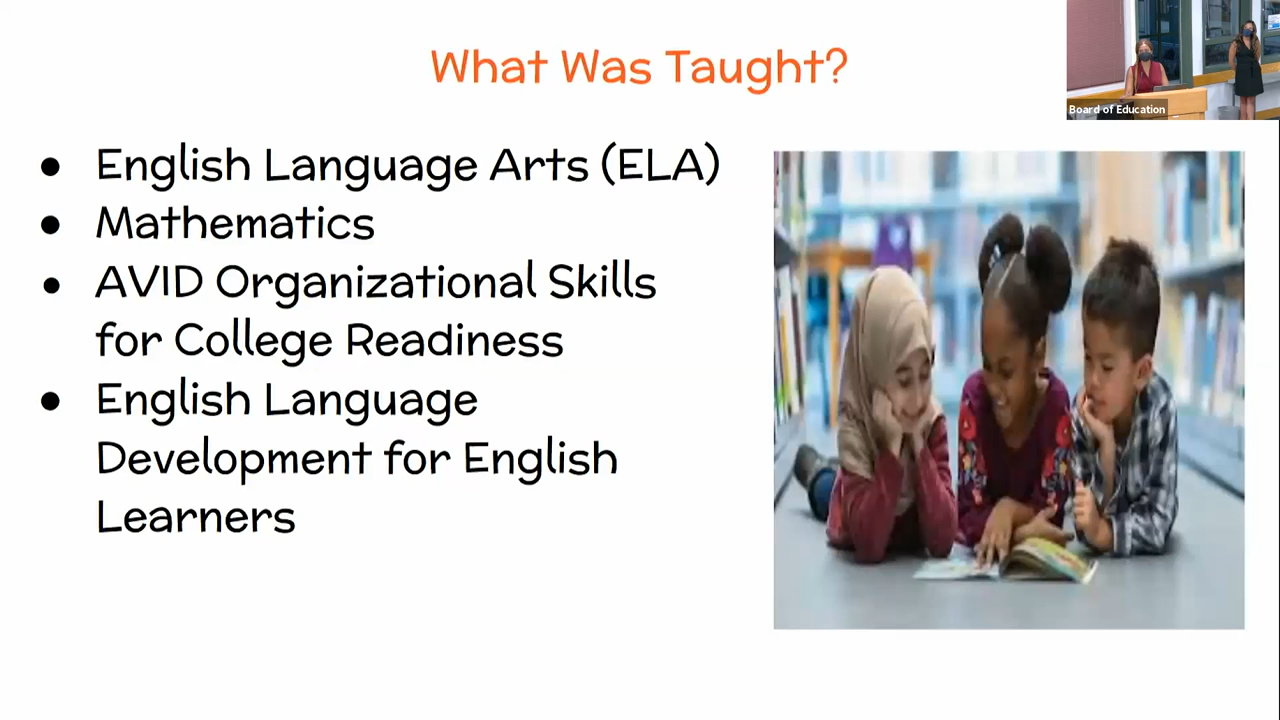 What Was Taught?
Board of Education
● English Language Arts (ELA)
● Mathematics
● AVID Organizational Skills
for College Readiness
● English Language
Development for English
Learners